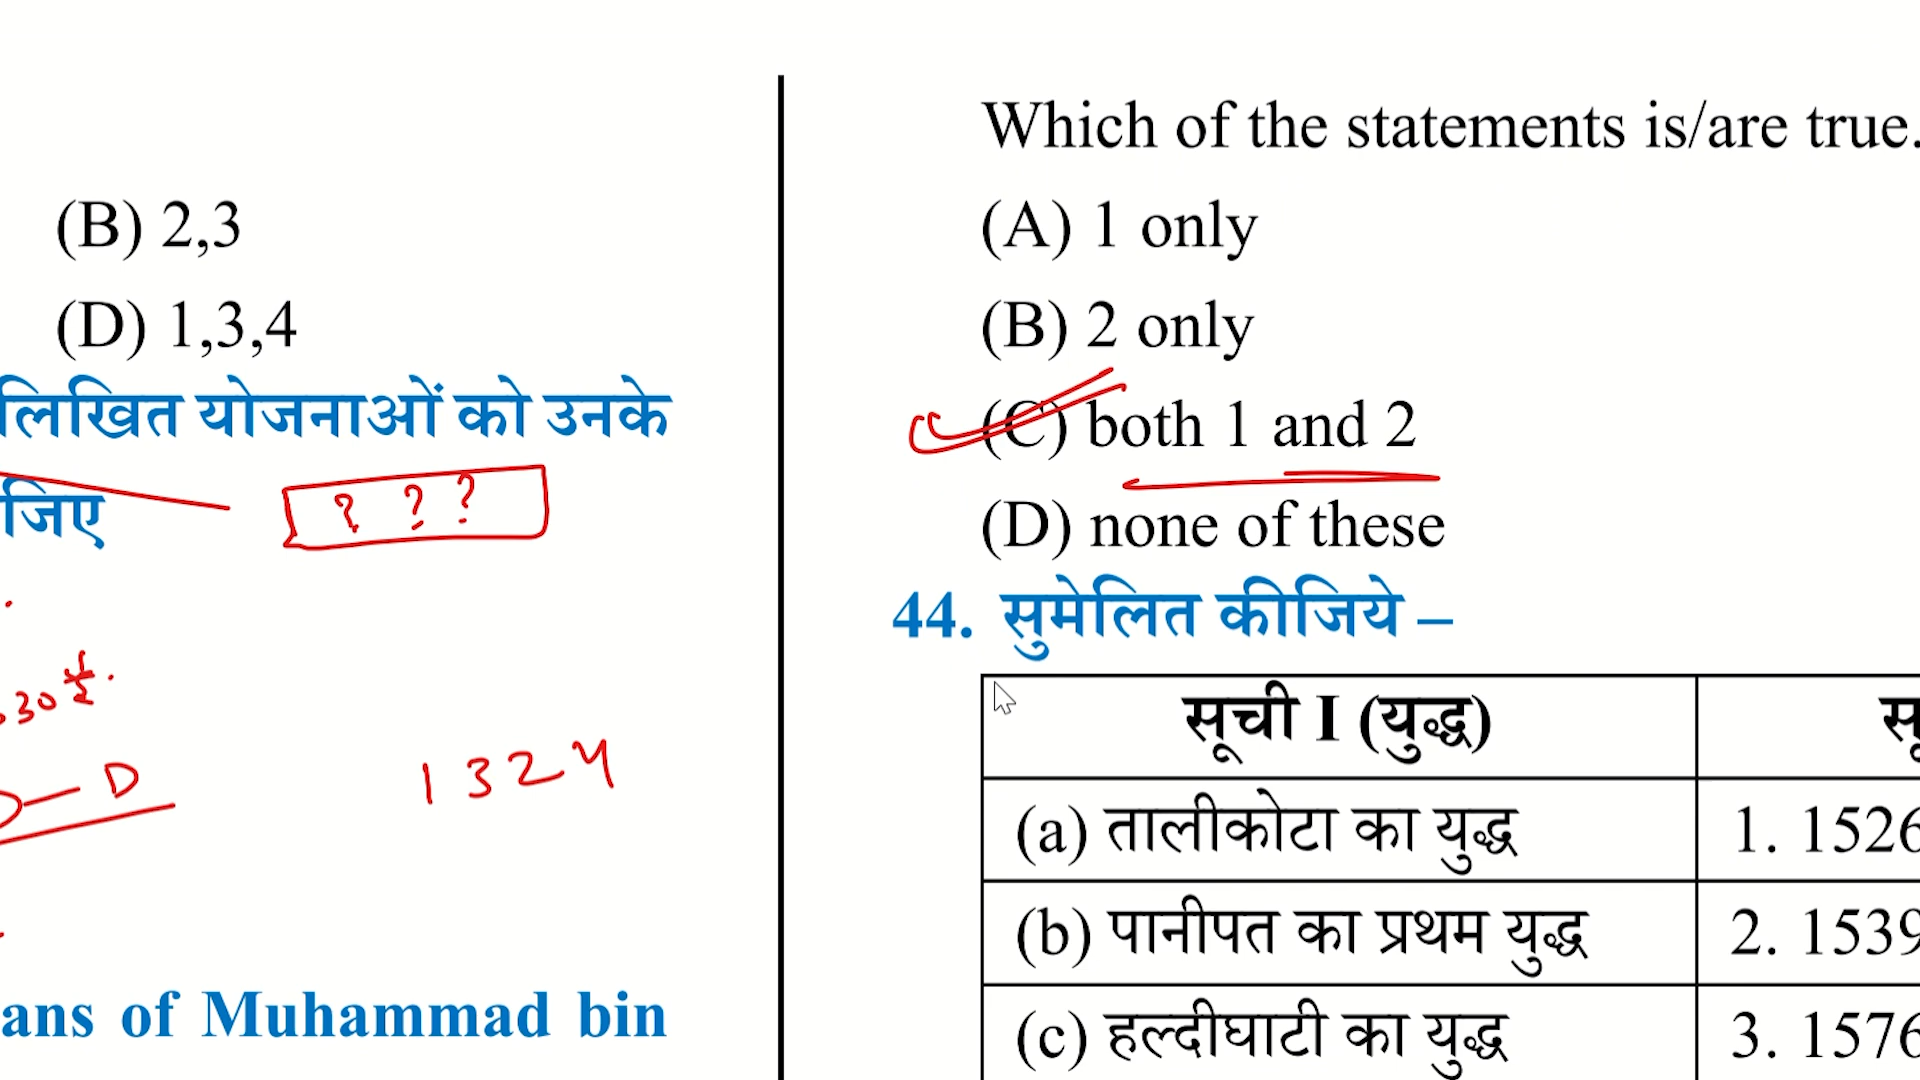 (B) 2,3
(D) 1,3,4
लिखित योजनाओं को उनके
जिए
? ? ?
30 ई.
D
1 3 2 4
ans of Muhammad bin
Which of the statements is/are true.
(A) 1 only
(B) 2 only
(C) both 1 and 2
(D) none of these
44. सुमेलित कीजिये –
सूची I (युद्ध)
(a) तालीकोटा का युद्ध 1. 1526
(b) पानीपत का प्रथम युद्ध 2. 1539
(c) हल्दीघाटी का युद्ध 3. 1576